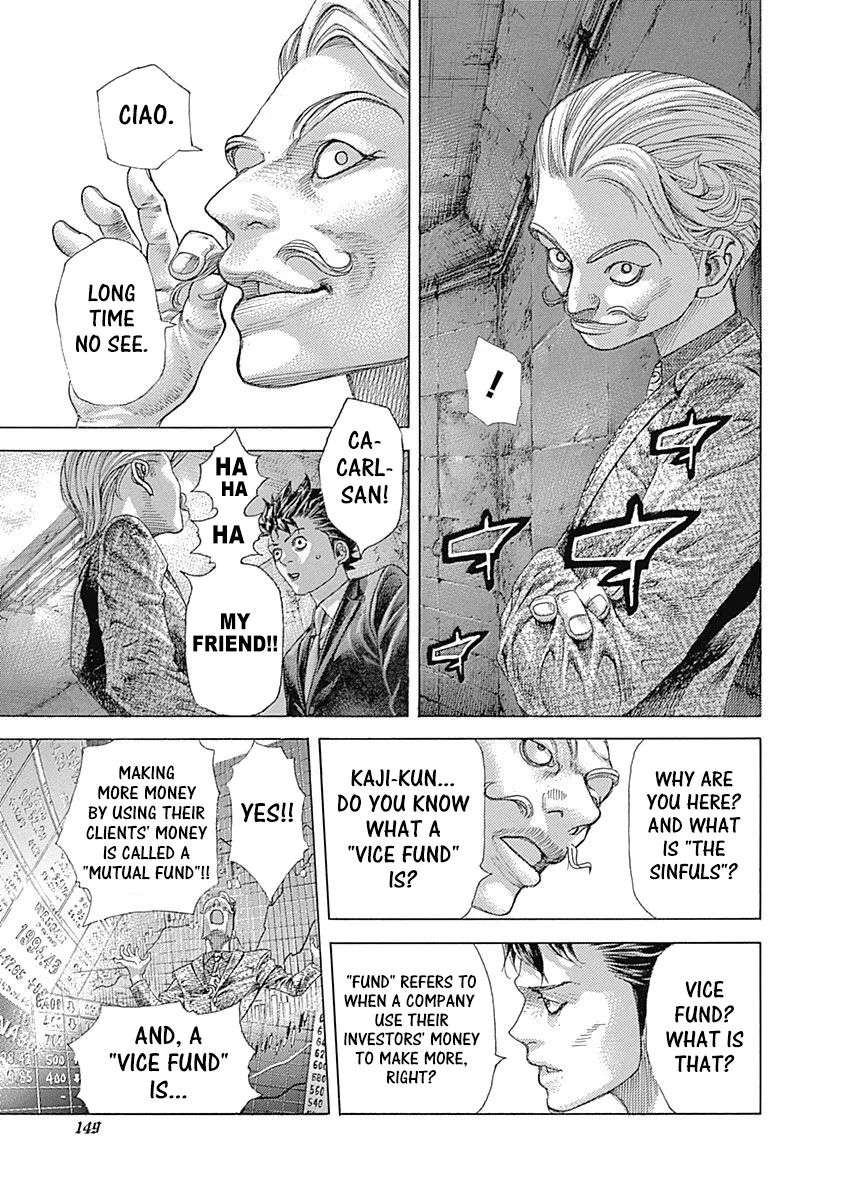 !
CIAO.
LONG
TIME
NO SEE.
CA-
CARL-
SAN!
HA
HA
HA
MY
FRIEND!!
WHY ARE
YOU HERE?
AND WHAT
IS "THE
SINFULS"?
KAJI-KUN...
DO YOU KNOW
WHAT A
"VICE FUND"
IS?
VICE
FUND?
WHAT IS
THAT?
"FUND" REFERS TO
WHEN A COMPANY
USE THEIR
INVESTORS' MONEY
TO MAKE MORE,
RIGHT?
YES!!
MAKING
MORE MONEY
BY USING THEIR
CLIENTS' MONEY
IS CALLED A
"MUTUAL FUND"!!
AND, A
"VICE FUND"
IS...
149